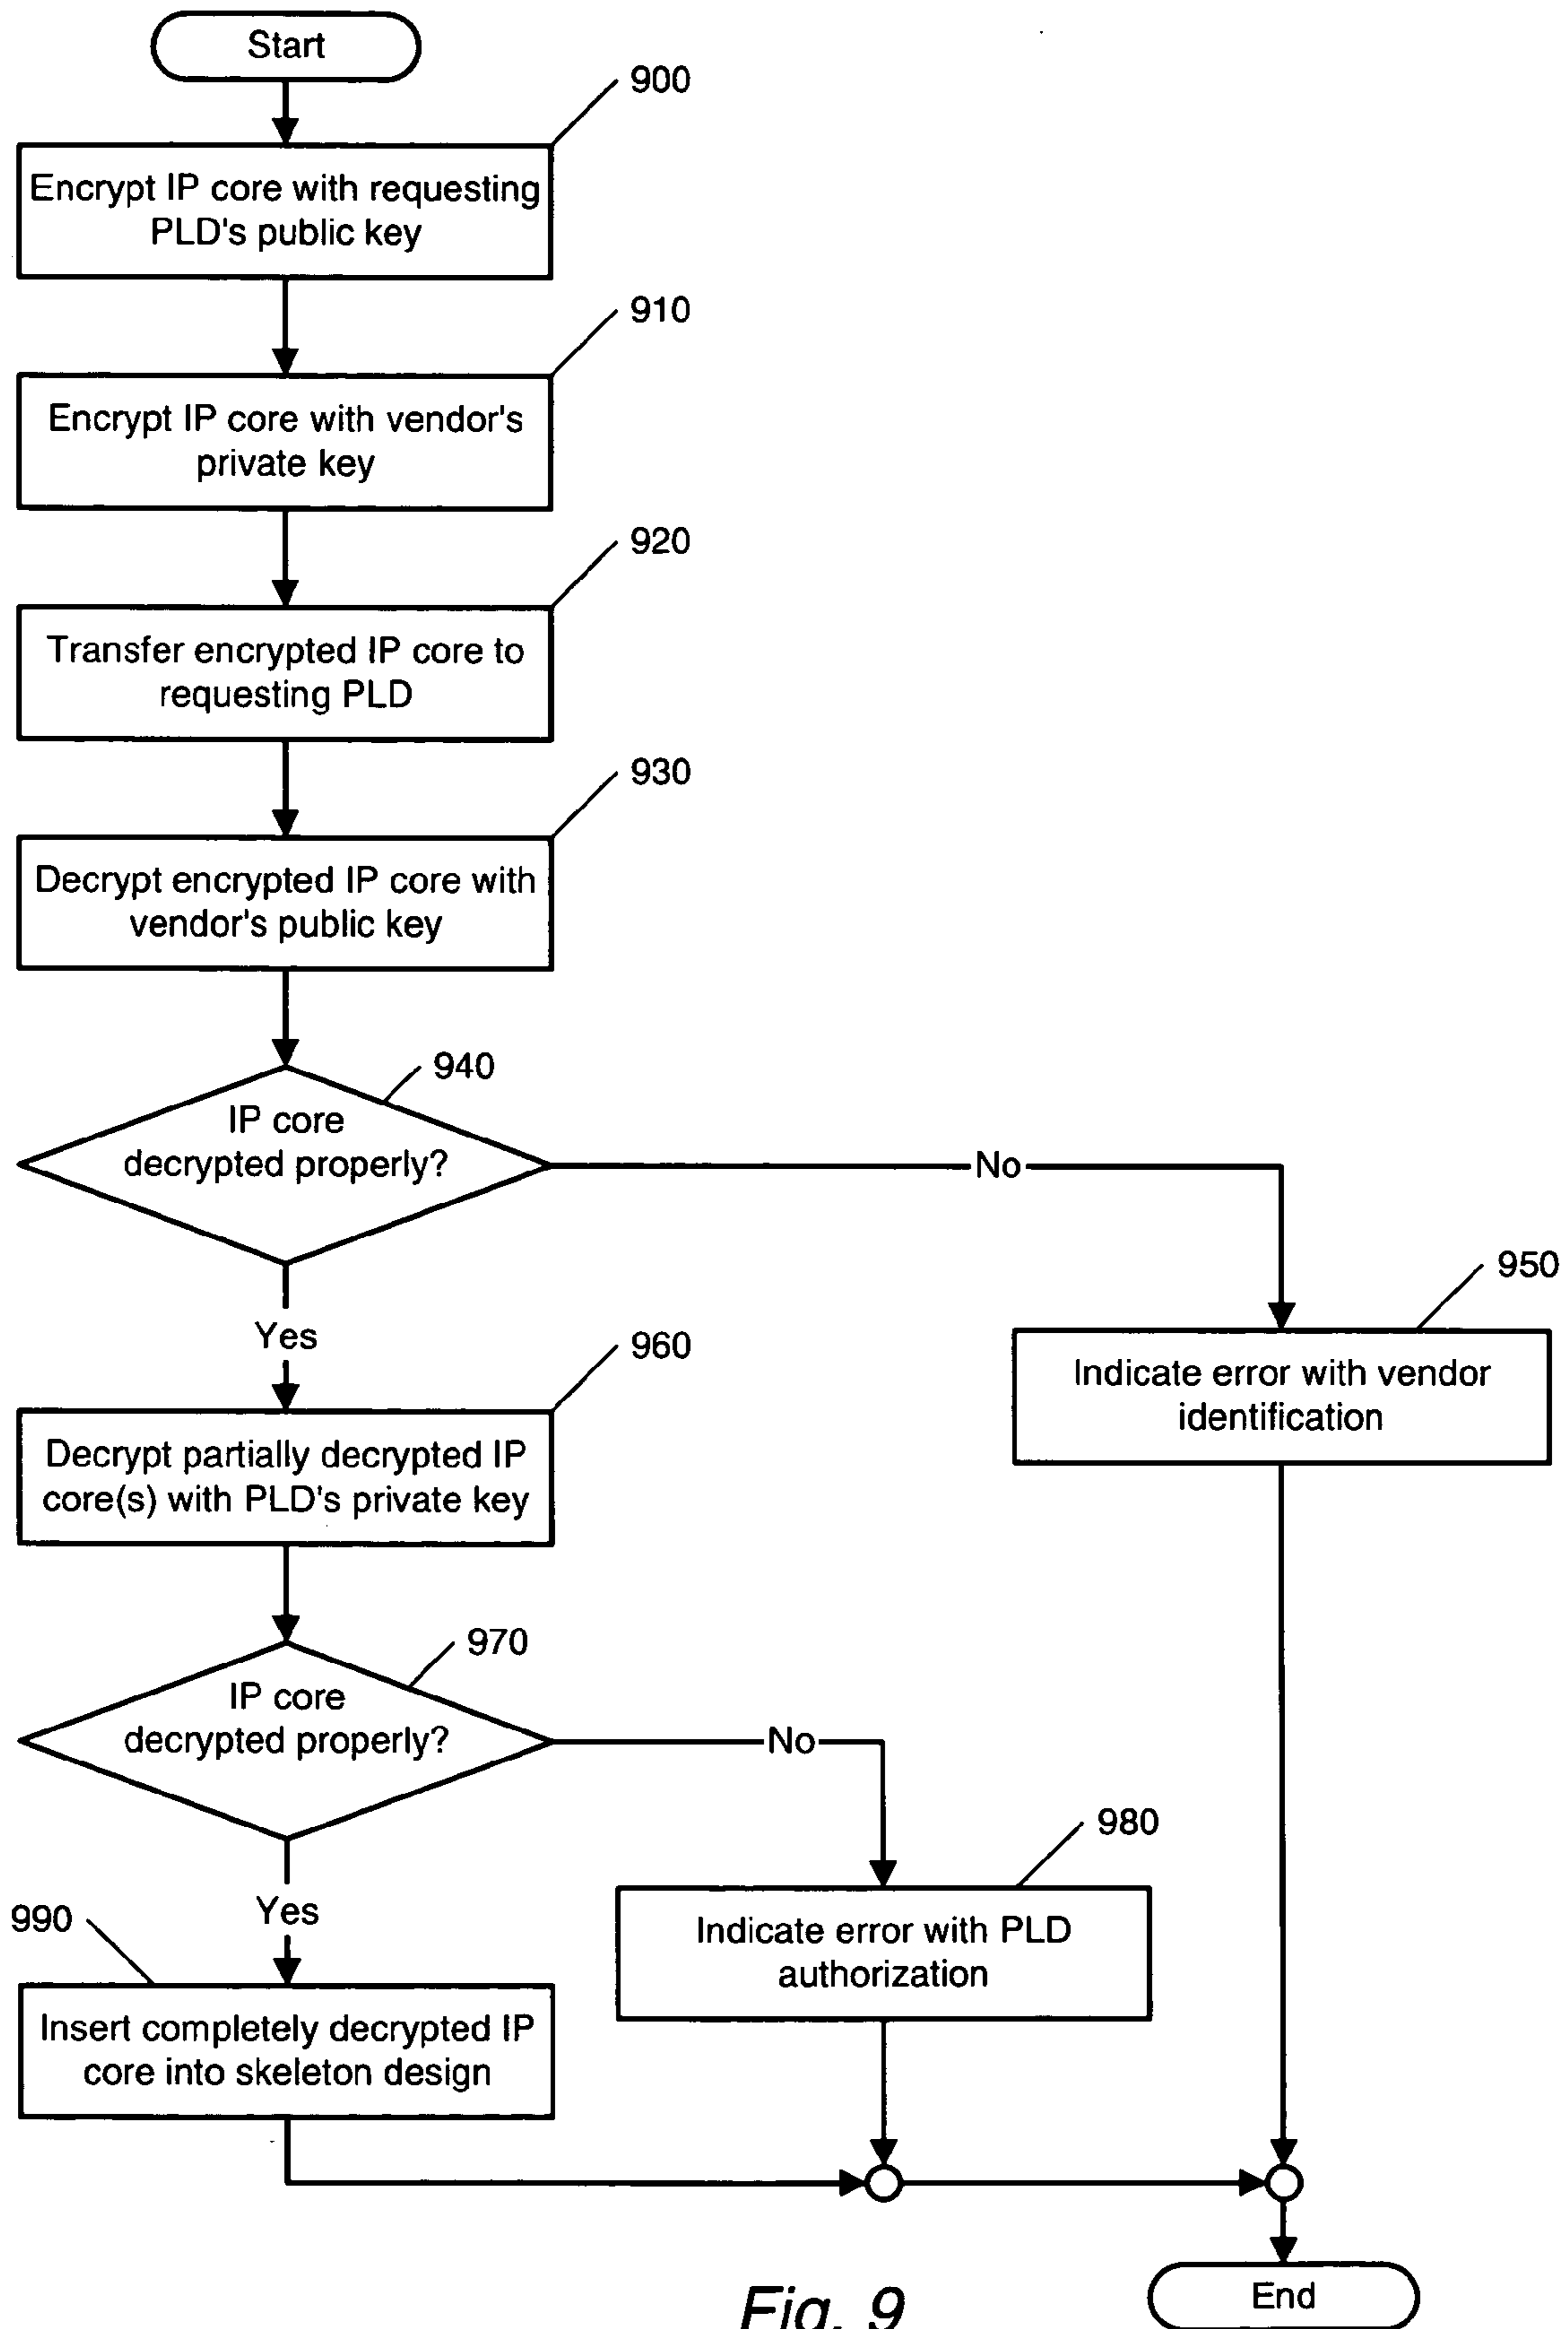 Start
900
Encrypt IP core with requesting
PLD's public key
910
Encrypt IP core with vendor's
private key
920
Transfer encrypted IP core to
requesting PLD
930
Decrypt encrypted IP core with
vendor's public key
940
IP core
decrypted properly?
No
950
Indicate error with vendor
identification
Yes
960
Decrypt partially decrypted IP
core(s) with PLD's private key
970
IP core
decrypted properly?
No
980
Indicate error with PLD
authorization
Yes
990
Insert completely decrypted IP
core into skeleton design
End
Fig. 9